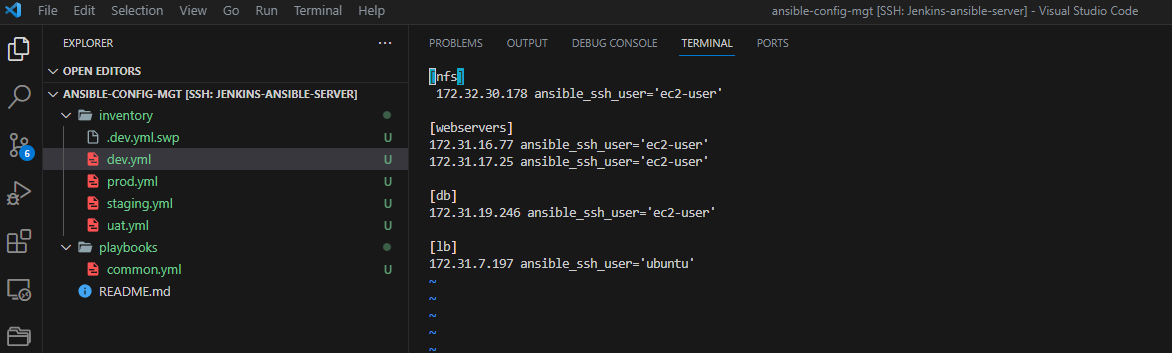 File Edit Selection View Go Run Terminal Help
ansible-config-mgt [SSH: Jenkins-ansible-server] - Visual Studio Code
EXPLORER
OPEN EDITORS
ANSIBLE-CONFIG-MGT [SSH: JENKINS-ANSIBLE-SERVER]
inventory
.dev.yml.swp U
dev.yml U
prod.yml U
staging.yml U
uat.yml U
playbooks
common.yml U
README.md
6
PROBLEMS OUTPUT DEBUG CONSOLE TERMINAL PORTS
[nfs]
172.32.30.178 ansible_ssh_user='ec2-user'
[webservers]
172.31.16.77 ansible_ssh_user='ec2-user'
172.31.17.25 ansible_ssh_user='ec2-user'
[db]
172.31.19.246 ansible_ssh_user='ec2-user'
[lb]
172.31.7.197 ansible_ssh_user='ubuntu'
~
~
~
~
~